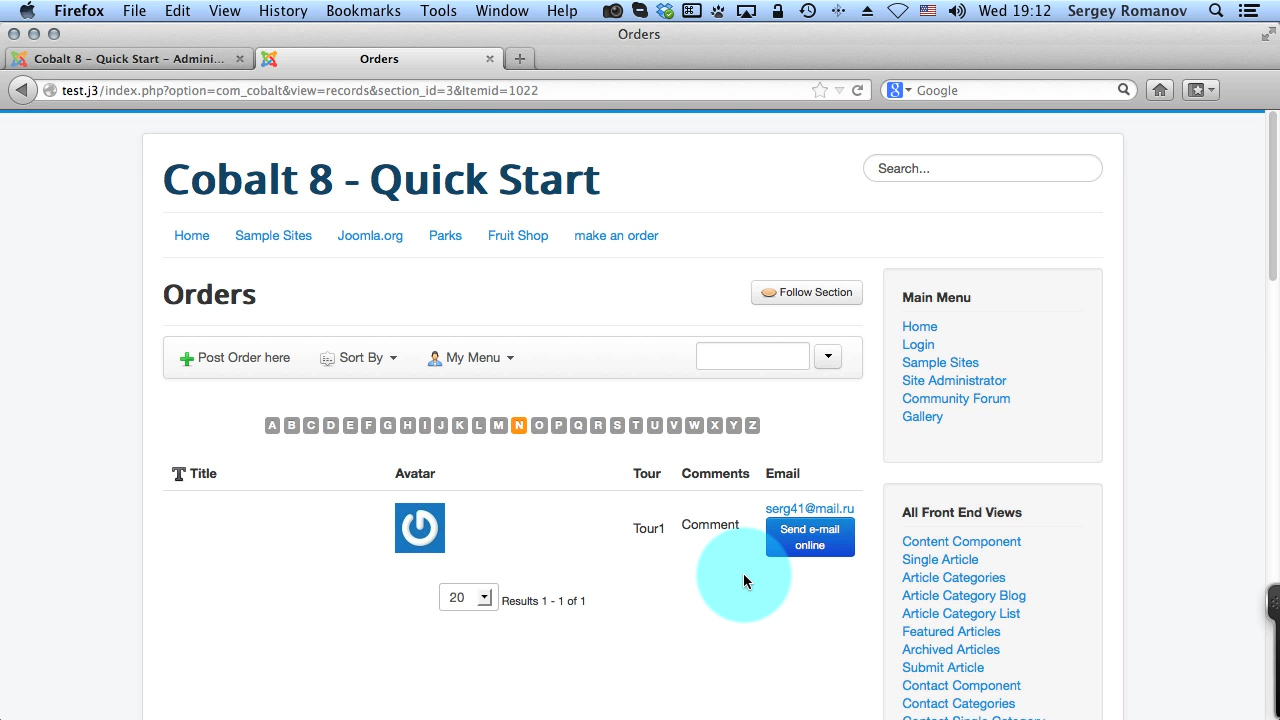 Firefox File Edit View History Bookmarks Tools Window Help Wed 19:12 Sergey Romanov
Orders
Cobalt 8 - Quick Start - Admini... Orders
test.j3/index.php?option=com_cobalt&view=records&section_id=3&Itemid=1022 Google
Cobalt 8 - Quick Start
Search...
Home Sample Sites Joomla.org Parks Fruit Shop make an order
Orders
Follow Section
Post Order here Sort By My Menu
A B C D E F G H I J K L M N O P Q R S T U V W X Y Z
Title Avatar Tour Comments Email
Tour1 Comment serg41@mail.ru
Send e-mail
online
20 Results 1 - 1 of 1
Main Menu
Home
Login
Sample Sites
Site Administrator
Community Forum
Gallery
All Front End Views
Content Component
Single Article
Article Categories
Article Category Blog
Article Category List
Featured Articles
Archived Articles
Submit Article
Contact Component
Contact Categories
Contact Single Category